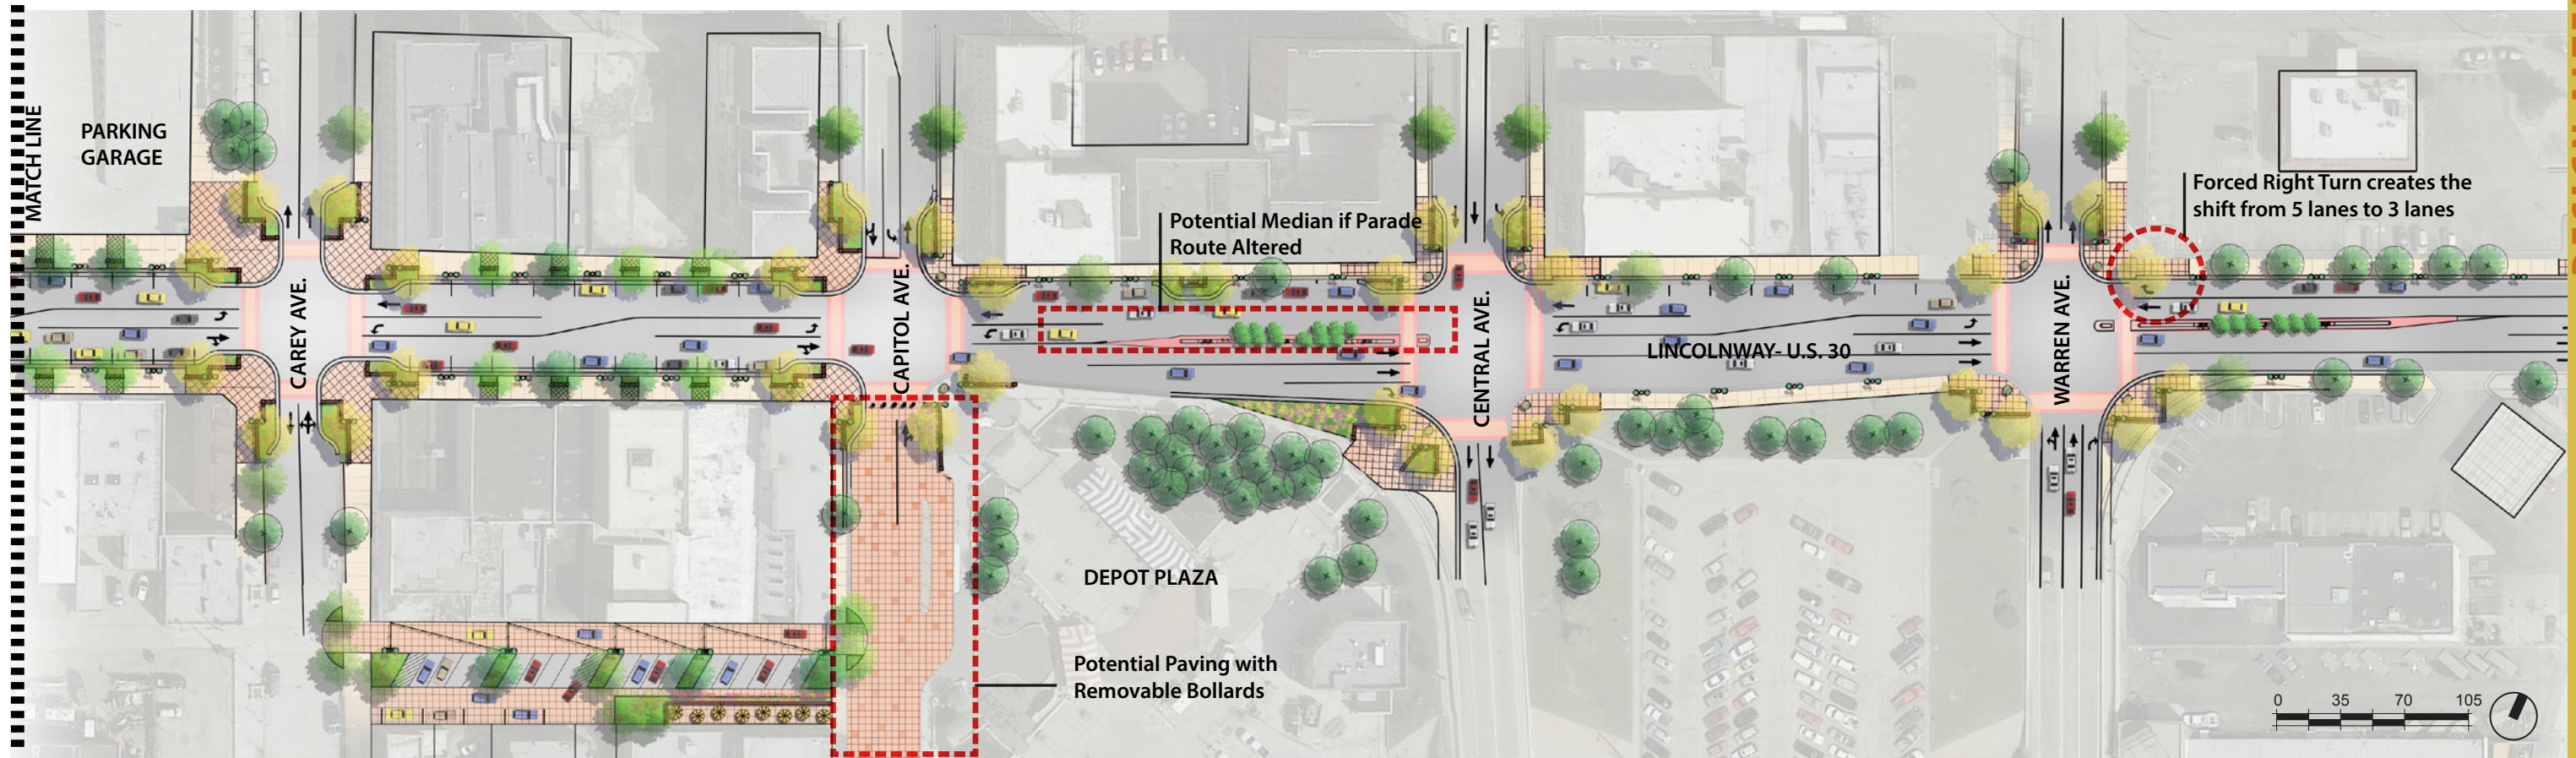 MATCH LINE
PARKING
GARAGE
CAREY AVE.
CAPITOL AVE.
Potential Median if Parade
Route Altered
CENTRAL AVE.
LINCOLNWAY- U.S. 30
WARREN AVE.
Forced Right Turn creates the
shift from 5 lanes to 3 lanes
DEPOT PLAZA
Potential Paving with
Removable Bollards
0 35 70 105